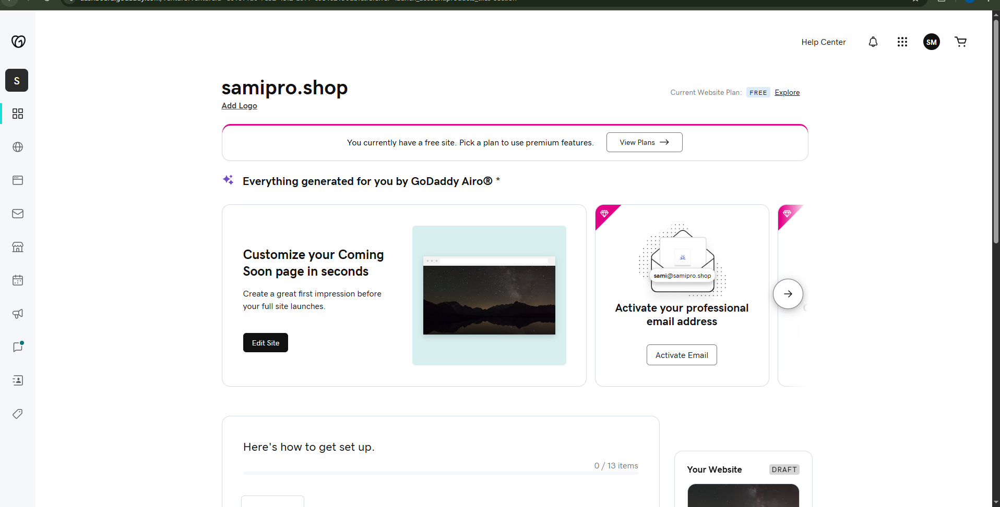 Help Center
SM
S
samipro.shop
Add Logo
Current Website Plan: FREE Explore
You currently have a free site. Pick a plan to use premium features.
View Plans →
Everything generated for you by GoDaddy Airo® *
Customize your Coming
Soon page in seconds
Create a great first impression before
your full site launches.
Edit Site
sami@samipro.shop
Activate your professional
email address
Activate Email
Here's how to get set up.
0 / 13 items
Your Website
DRAFT